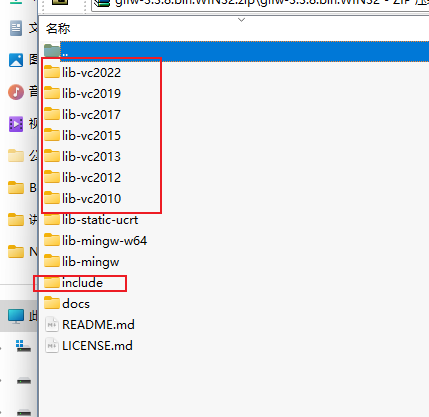 glfw-3.3.8.bin.WIN32.zip\glfw-3.3.8.bin.WIN32 - ZIP 压
名称
..
lib-vc2022
lib-vc2019
lib-vc2017
lib-vc2015
lib-vc2013
lib-vc2012
lib-vc2010
lib-static-ucrt
lib-mingw-w64
lib-mingw
include
docs
README.md
LICENSE.md
文
图
音
视
公
B
讲
N
此